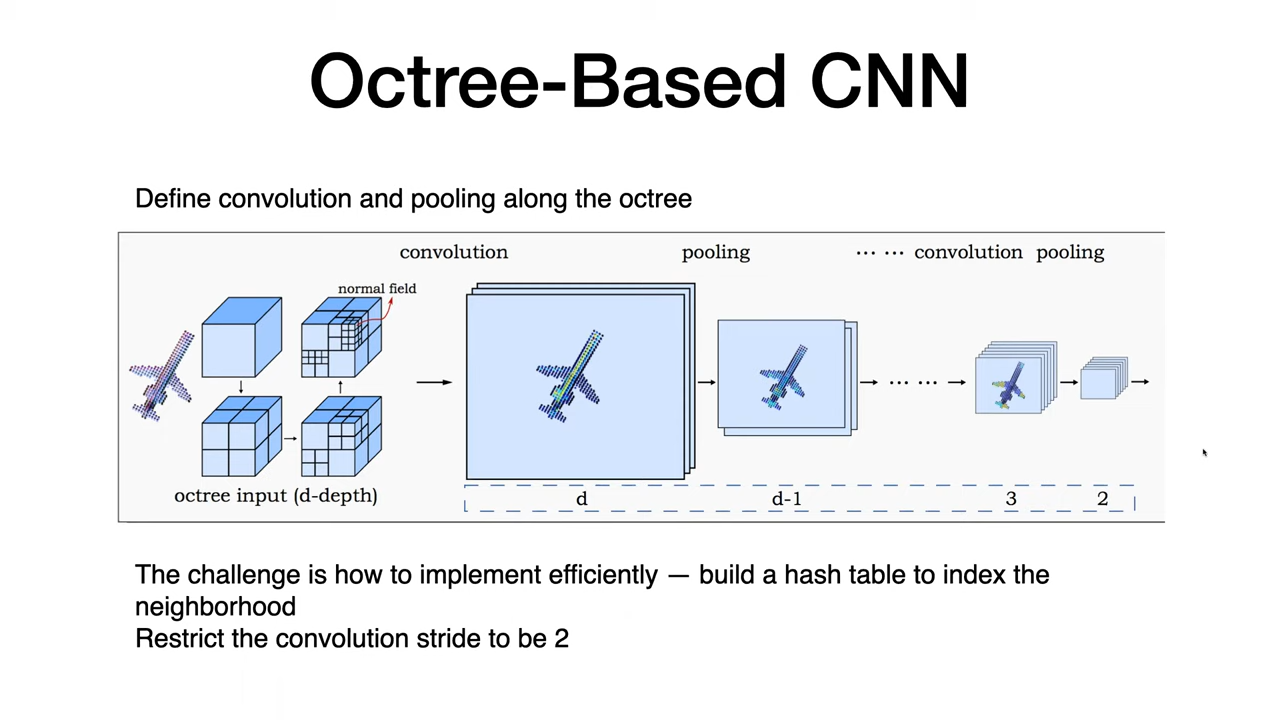 Octree-Based CNN
Define convolution and pooling along the octree
convolution pooling ··· ··· convolution pooling
normal field
··· ···
octree input (d-depth)
d d-1 3 2
The challenge is how to implement efficiently — build a hash table to index the
neighborhood
Restrict the convolution stride to be 2